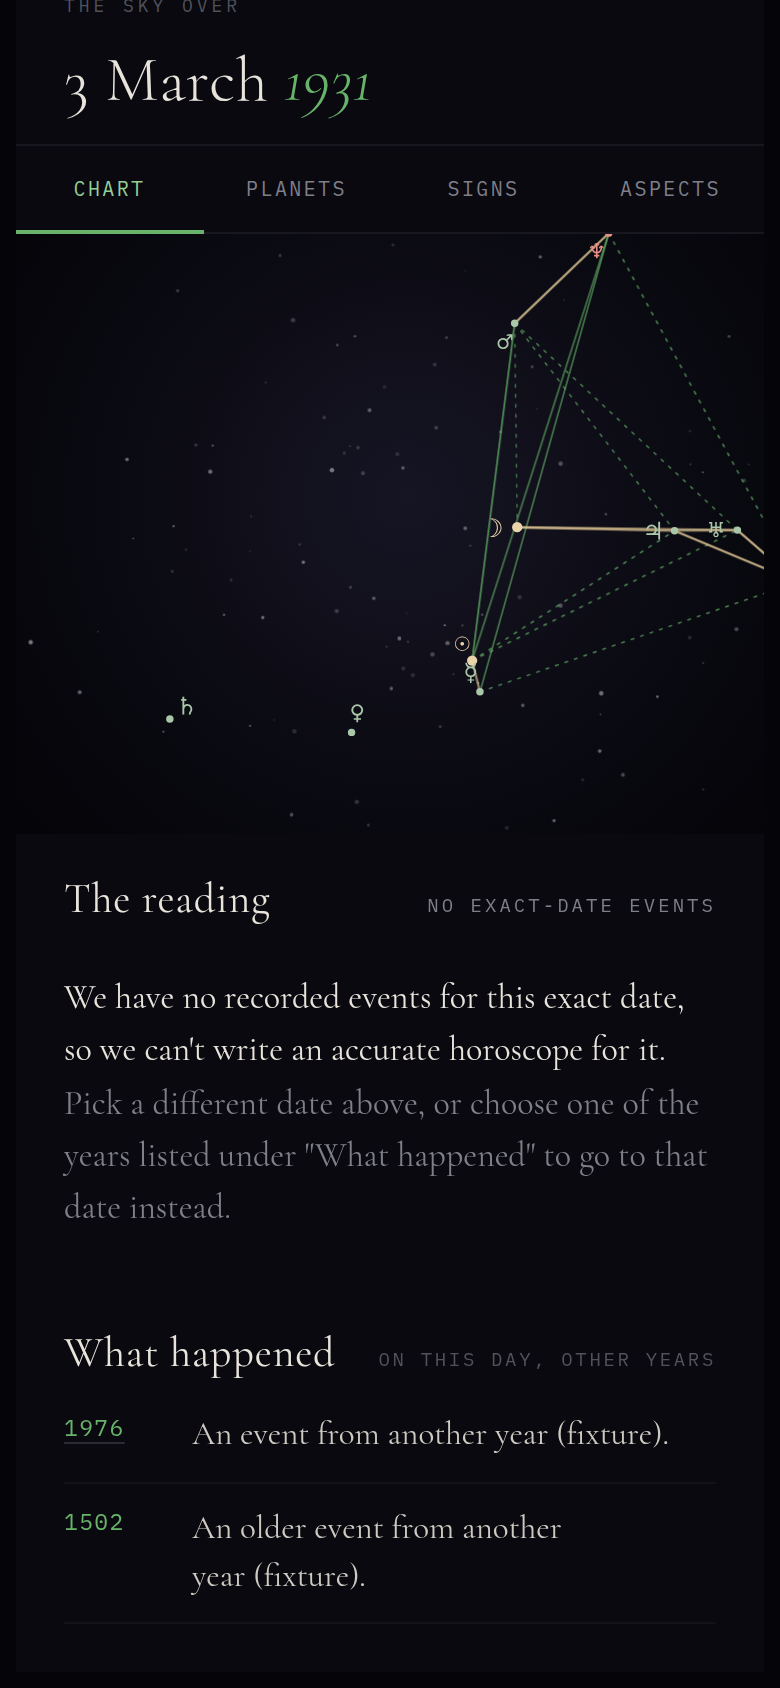 THE SKY OVER
3 March 1931
CHART PLANETS SIGNS ASPECTS
♆
♂
☽ ♃ ♅
☉
☿
♄ ♀
The reading NO EXACT-DATE EVENTS
We have no recorded events for this exact date,
so we can't write an accurate horoscope for it.
Pick a different date above, or choose one of the
years listed under "What happened" to go to that
date instead.
What happened ON THIS DAY, OTHER YEARS
1976 An event from another year (fixture).
1502 An older event from another
year (fixture).